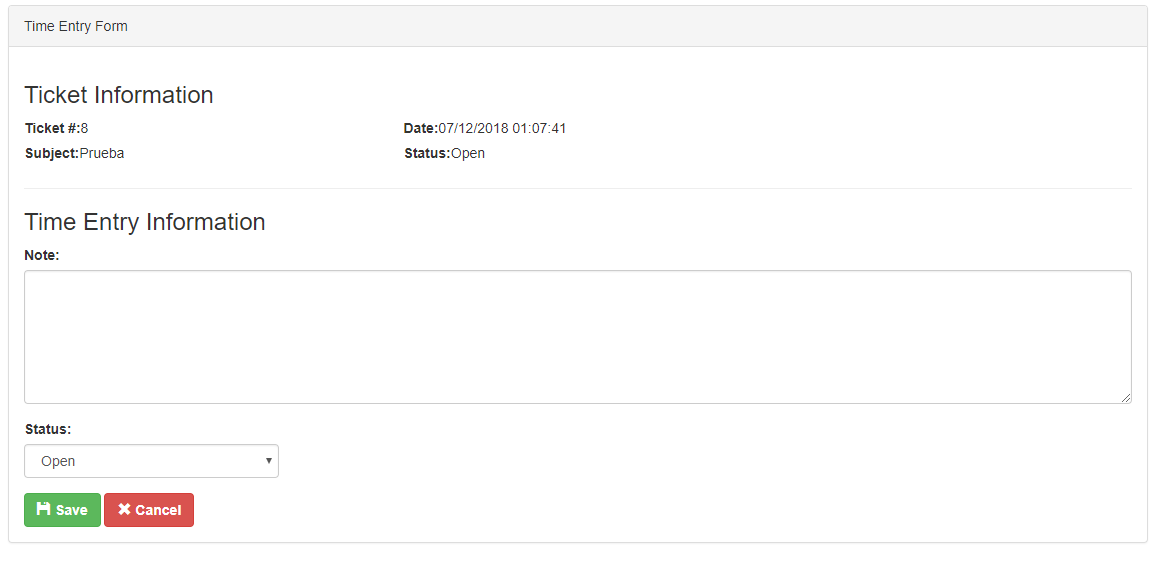 Time Entry Form
Ticket Information
Ticket #:8 Date:07/12/2018 01:07:41
Subject:Prueba Status:Open
Time Entry Information
Note:
Status:
Open
Save Cancel